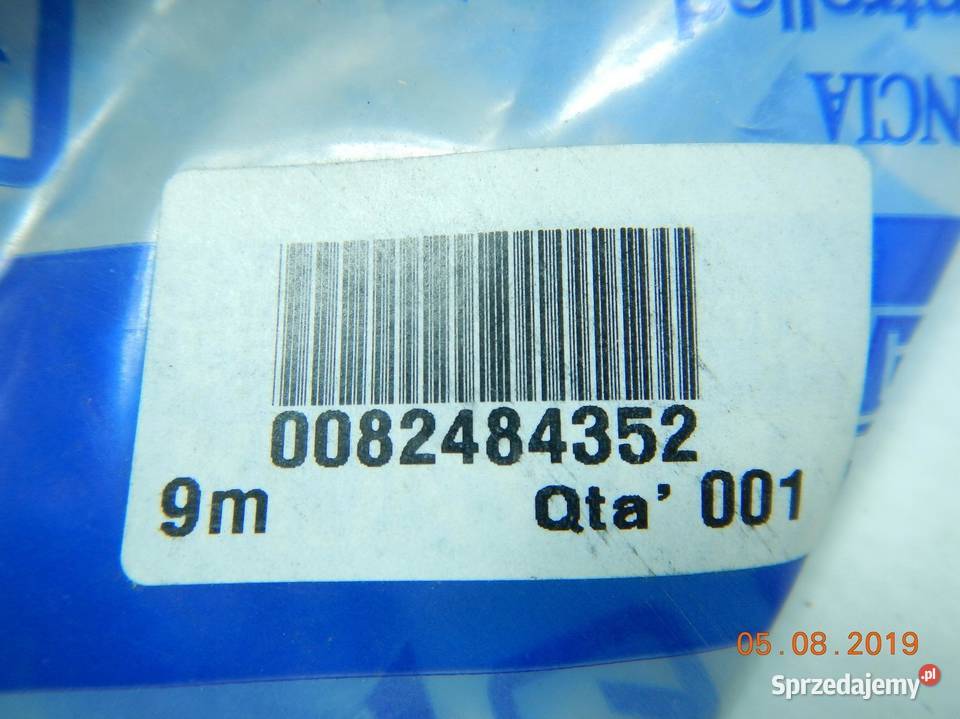 0082484352
9m Qta' 001
05.08.2019
Sprzedajemy.pl